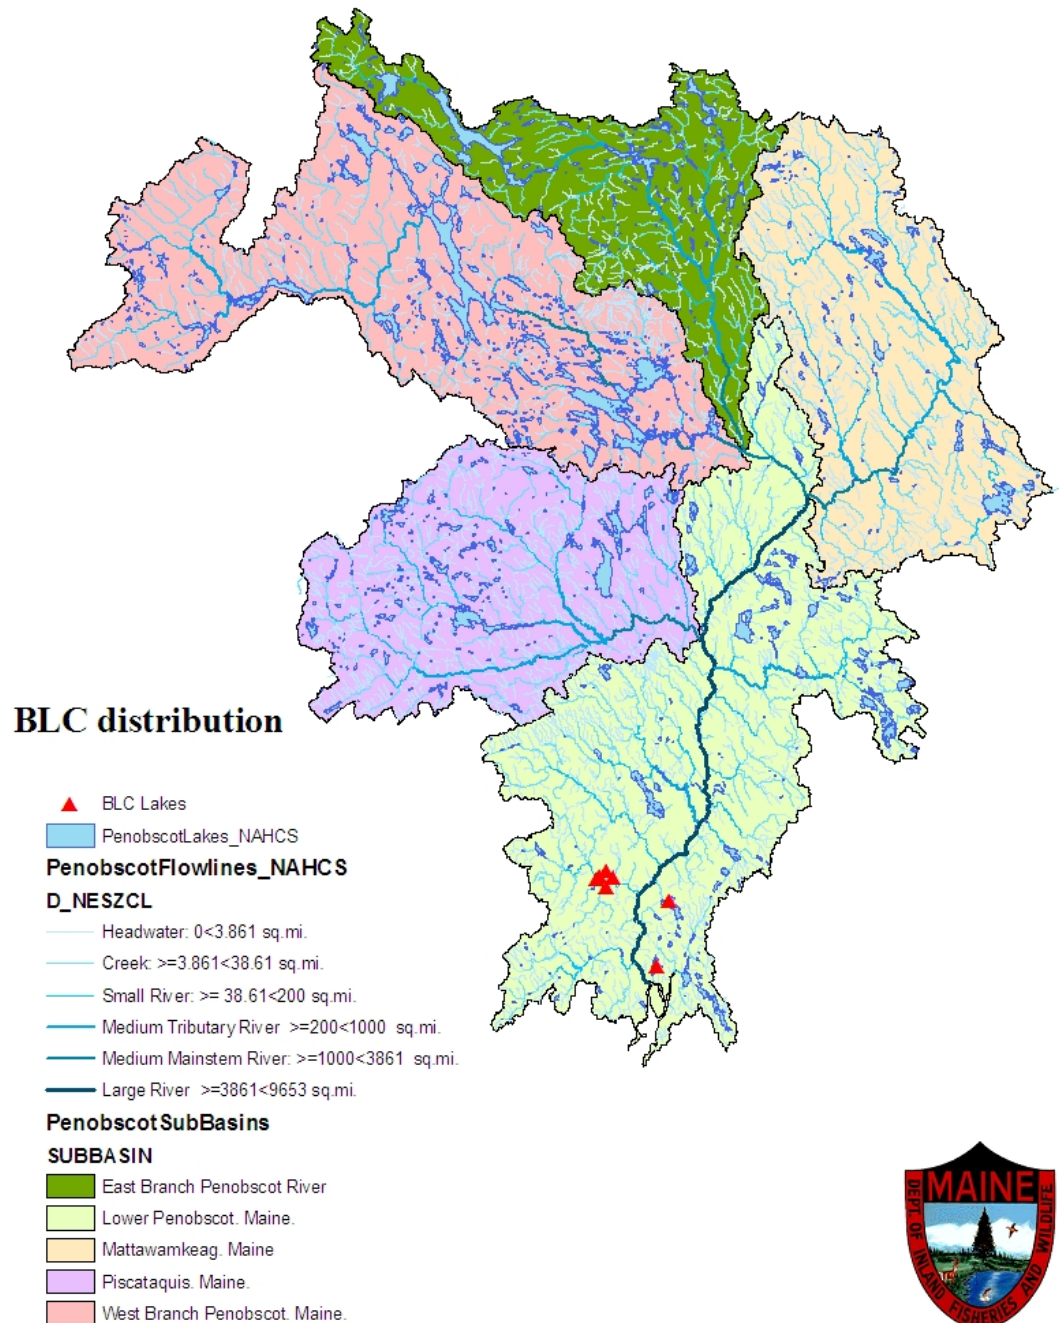 BLC distribution
BLC Lakes
PenobscotLakes_NAHCS
PenobscotFlowlines_NAHCS
D_NESZCL
Headwater: 0<3.861 sq.mi.
Creek: >=3.861<38.61 sq.mi.
Small River: >= 38.61<200 sq.mi.
Medium Tributary River >=200<1000 sq.mi.
Medium Mainstem River: >=1000<3861 sq.mi.
Large River >=3861<9653 sq.mi.
PenobscotSubBasins
SUBBASIN
East Branch Penobscot River
Lower Penobscot. Maine.
Mattawamkeag. Maine
Piscataquis. Maine.
West Branch Penobscot. Maine.
MAINE
DEPT. OF INLAND FISHERIES AND WILDLIFE